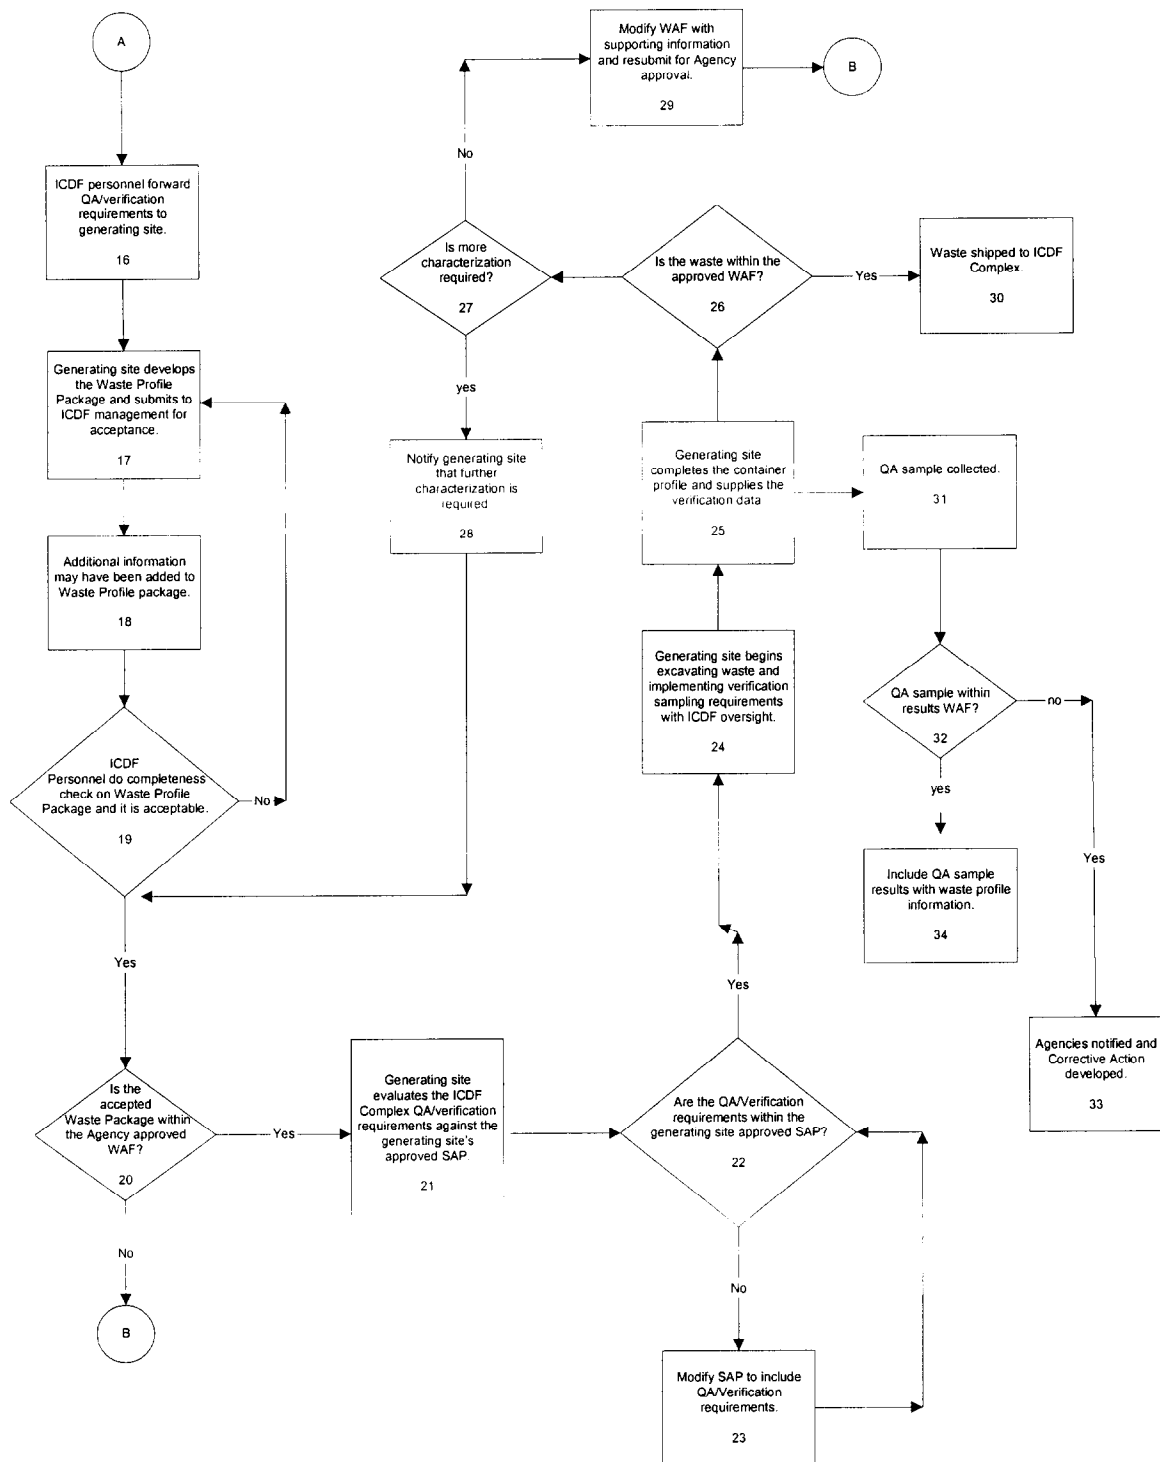 A
ICDF personnel forward
QA/verification
requirements to
generating site.
16
Generating site develops
the Waste Profile
Package and submits to
ICDF management for
acceptance.
17
Additional information
may have been added to
Waste Profile package.
18
ICDF
Personnel do completeness
check on Waste Profile
Package and it is acceptable.
19
No
Yes
Is the
accepted
Waste Package within
the Agency approved
WAF?
20
Yes
No
B
Generating site
evaluates the ICDF
Complex QA/verification
requirements against the
generating site's
approved SAP.
21
Are the QA/Verification
requirements within the
generating site approved SAP?
22
No
Modify SAP to include
QA/Verification
requirements.
23
Yes
Generating site begins
excavating waste and
implementing verification
sampling requirements
with ICDF oversight.
24
Generating site
completes the container
profile and supplies the
verification data
25
Is the waste within the
approved WAF?
26
Yes
Waste shipped to ICDF
Complex.
30
Is more
characterization
required?
27
No
Modify WAF with
supporting information
and resubmit for Agency
approval.
29
B
yes
Notify generating site
that further
characterization is
required
28
QA sample collected.
31
QA sample within
results WAF?
32
no
yes
Include QA sample
results with waste profile
information.
34
Yes
Agencies notified and
Corrective Action
developed.
33